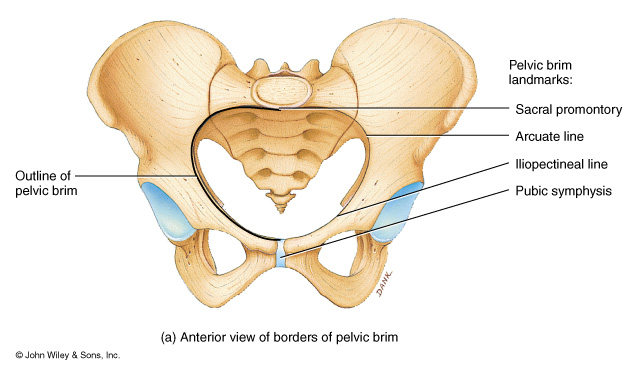 Pelvic brim
landmarks:
Sacral promontory
Arcuate line
Iliopectineal line
Pubic symphysis
Outline of
pelvic brim
DANK
(a) Anterior view of borders of pelvic brim
© John Wiley & Sons, Inc.